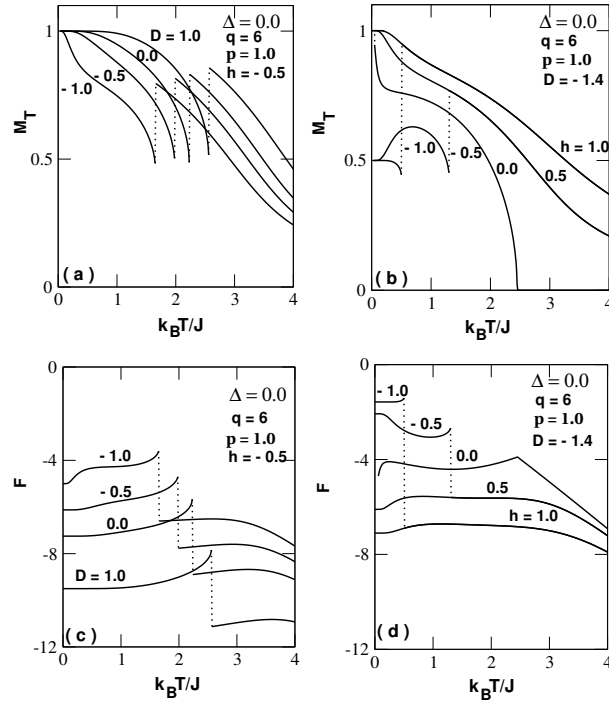 1
0.5
0
M_T
0 1 2 3 4
k_BT/J
(a)
Δ = 0.0
q = 6
p = 1.0
h = - 0.5
D = 1.0
0.0
- 0.5
- 1.0
1
0.5
0
M_T
0 1 2 3 4
k_BT/J
(b)
Δ = 0.0
q = 6
p = 1.0
D = - 1.4
h = 1.0
0.5
0.0
- 0.5
- 1.0
0
-4
-8
-12
F
0 1 2 3 4
k_BT/J
(c)
Δ = 0.0
q = 6
p = 1.0
h = - 0.5
- 1.0
- 0.5
0.0
D = 1.0
0
-4
-8
-12
F
0 1 2 3 4
k_BT/J
(d)
Δ = 0.0
q = 6
p = 1.0
D = - 1.4
- 1.0
- 0.5
0.0
0.5
h = 1.0